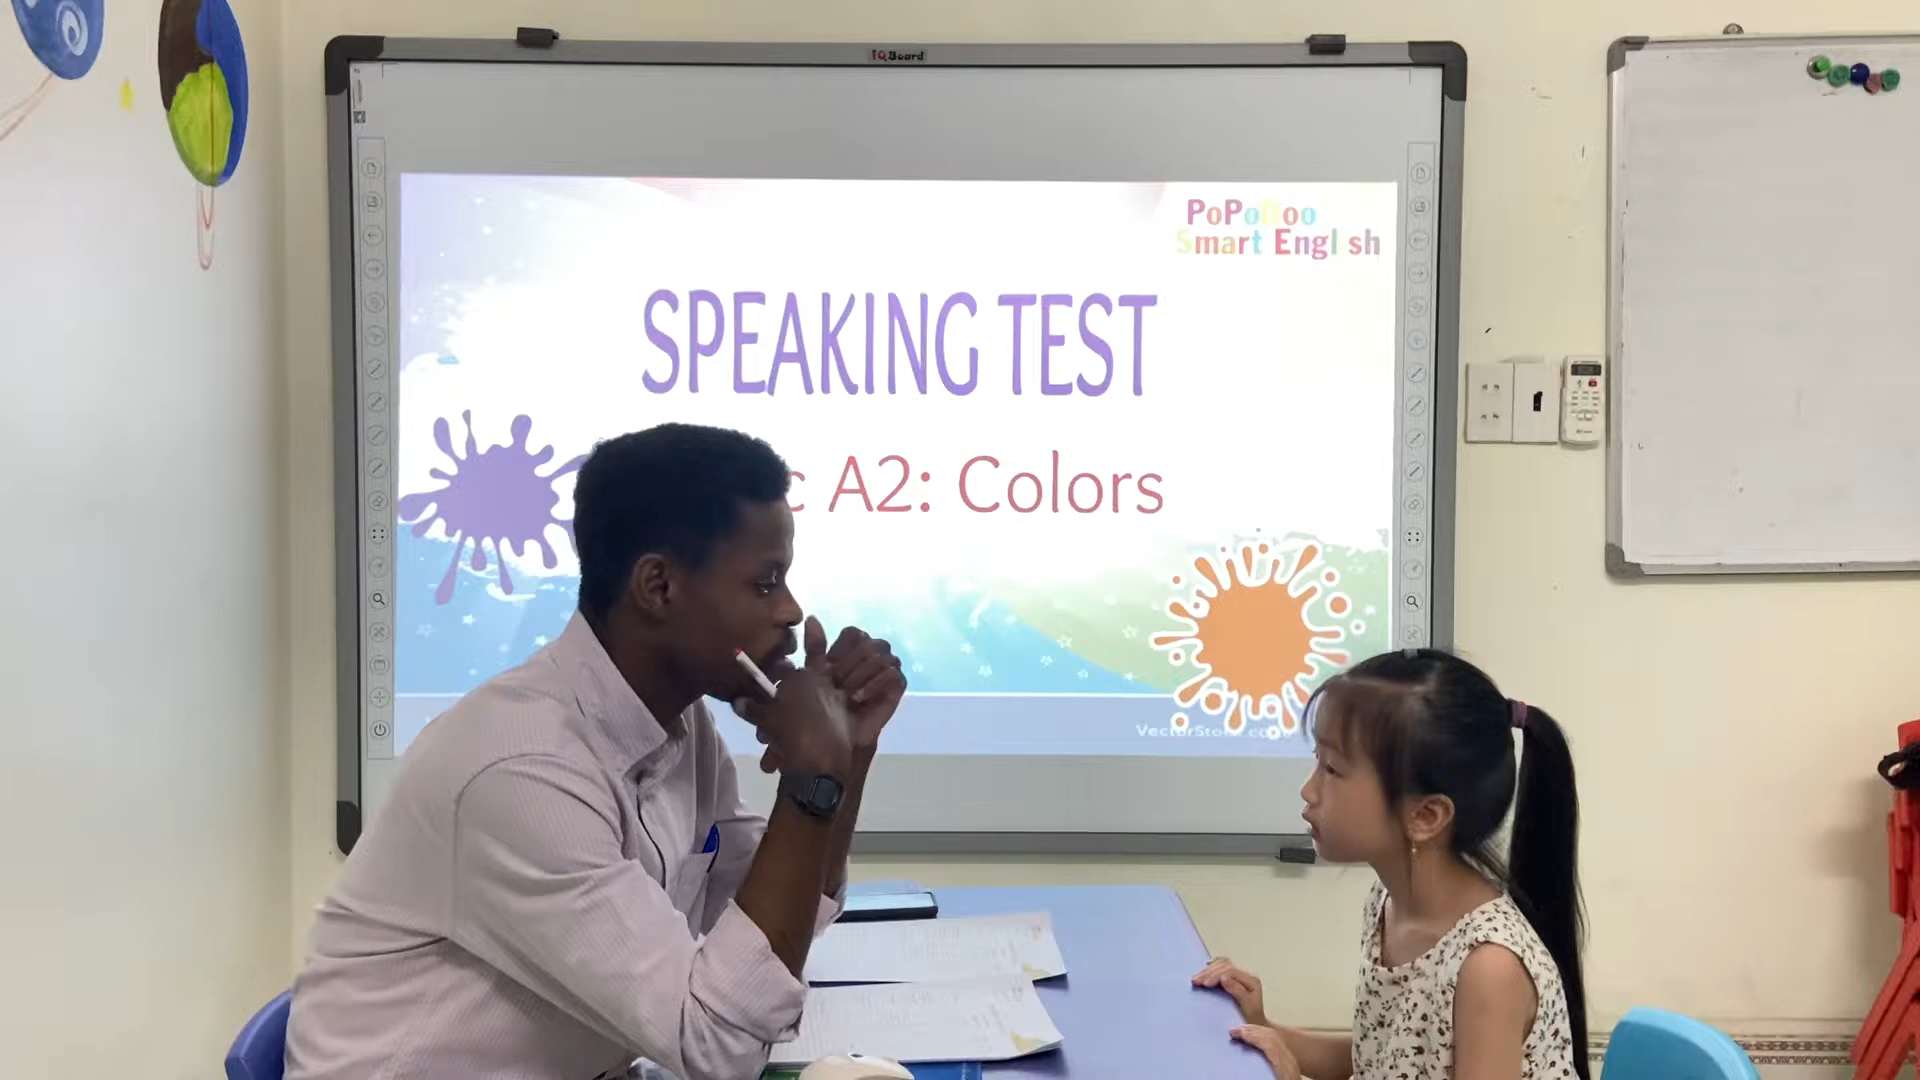 IQBoard
PoPoDoo
Smart English
SPEAKING TEST
c A2: Colors